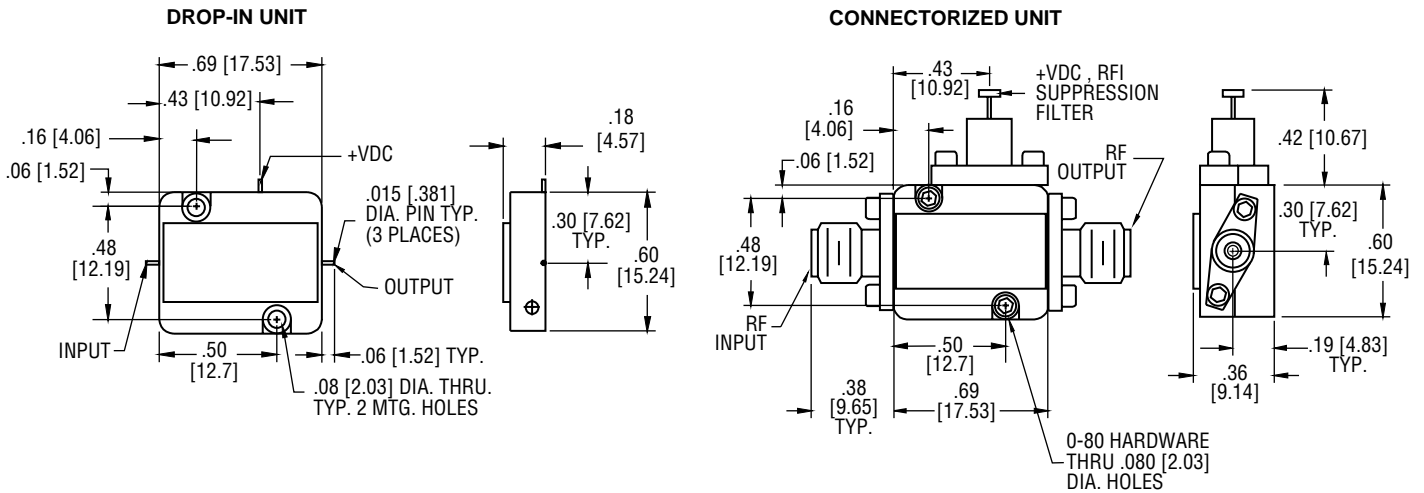 DROP-IN UNIT
.69 [17.53]
.43 [10.92]
.16 [4.06]
.06 [1.52]
+VDC
.015 [.381]
DIA. PIN TYP.
(3 PLACES)
.48
[12.19]
OUTPUT
INPUT
.50
[12.7]
.06 [1.52] TYP.
.08 [2.03] DIA. THRU.
TYP. 2 MTG. HOLES
.18
[4.57]
.30 [7.62]
TYP.
.60
[15.24]
CONNECTORIZED UNIT
.43
[10.92]
+VDC , RFI
SUPPRESSION
FILTER
.16
[4.06]
.06 [1.52]
RF
OUTPUT
.48
[12.19]
RF
INPUT
.50
[12.7]
.38
[9.65]
TYP.
.69
[17.53]
0-80 HARDWARE
THRU .080 [2.03]
DIA. HOLES
.42 [10.67]
.30 [7.62]
TYP.
.60
[15.24]
.19 [4.83]
TYP.
.36
[9.14]